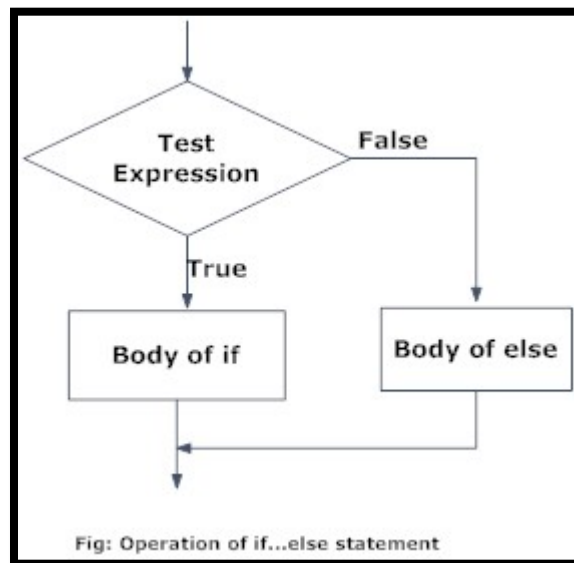 Test
Expression
False
True
Body of if
Body of else
Fig: Operation of if...else statement